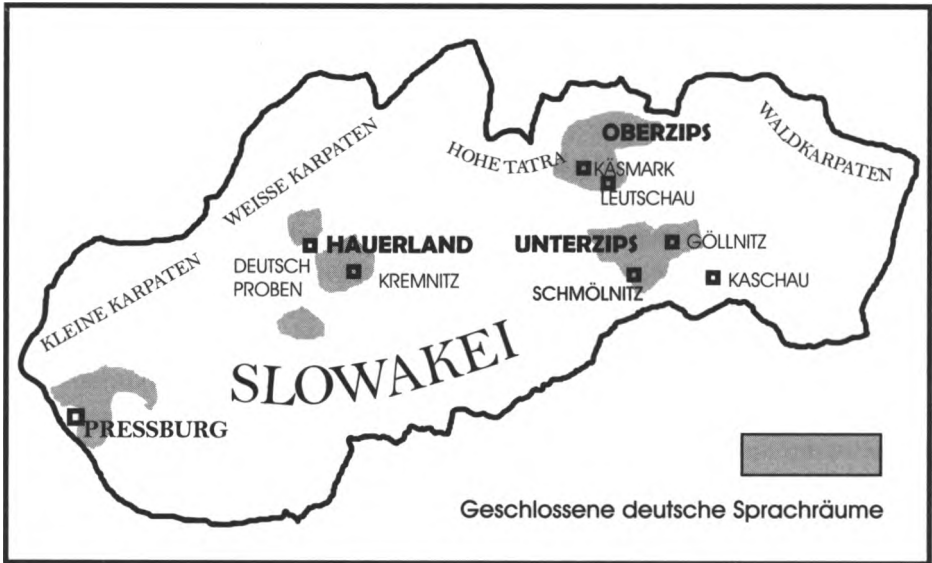 OBERZIPS
WALDKARPATEN
HOHE TATRA
KÄSMARK
LEUTSCHAU
WEISSE KARPATEN
HAUERLAND
UNTERZIPS
GÖLLNITZ
DEUTSCH
PROBEN
KREMNITZ
SCHMÖLNITZ
KASCHAU
KLEINE KARPATEN
SLOWAKEI
PRESSBURG
Geschlossene deutsche Sprachräume